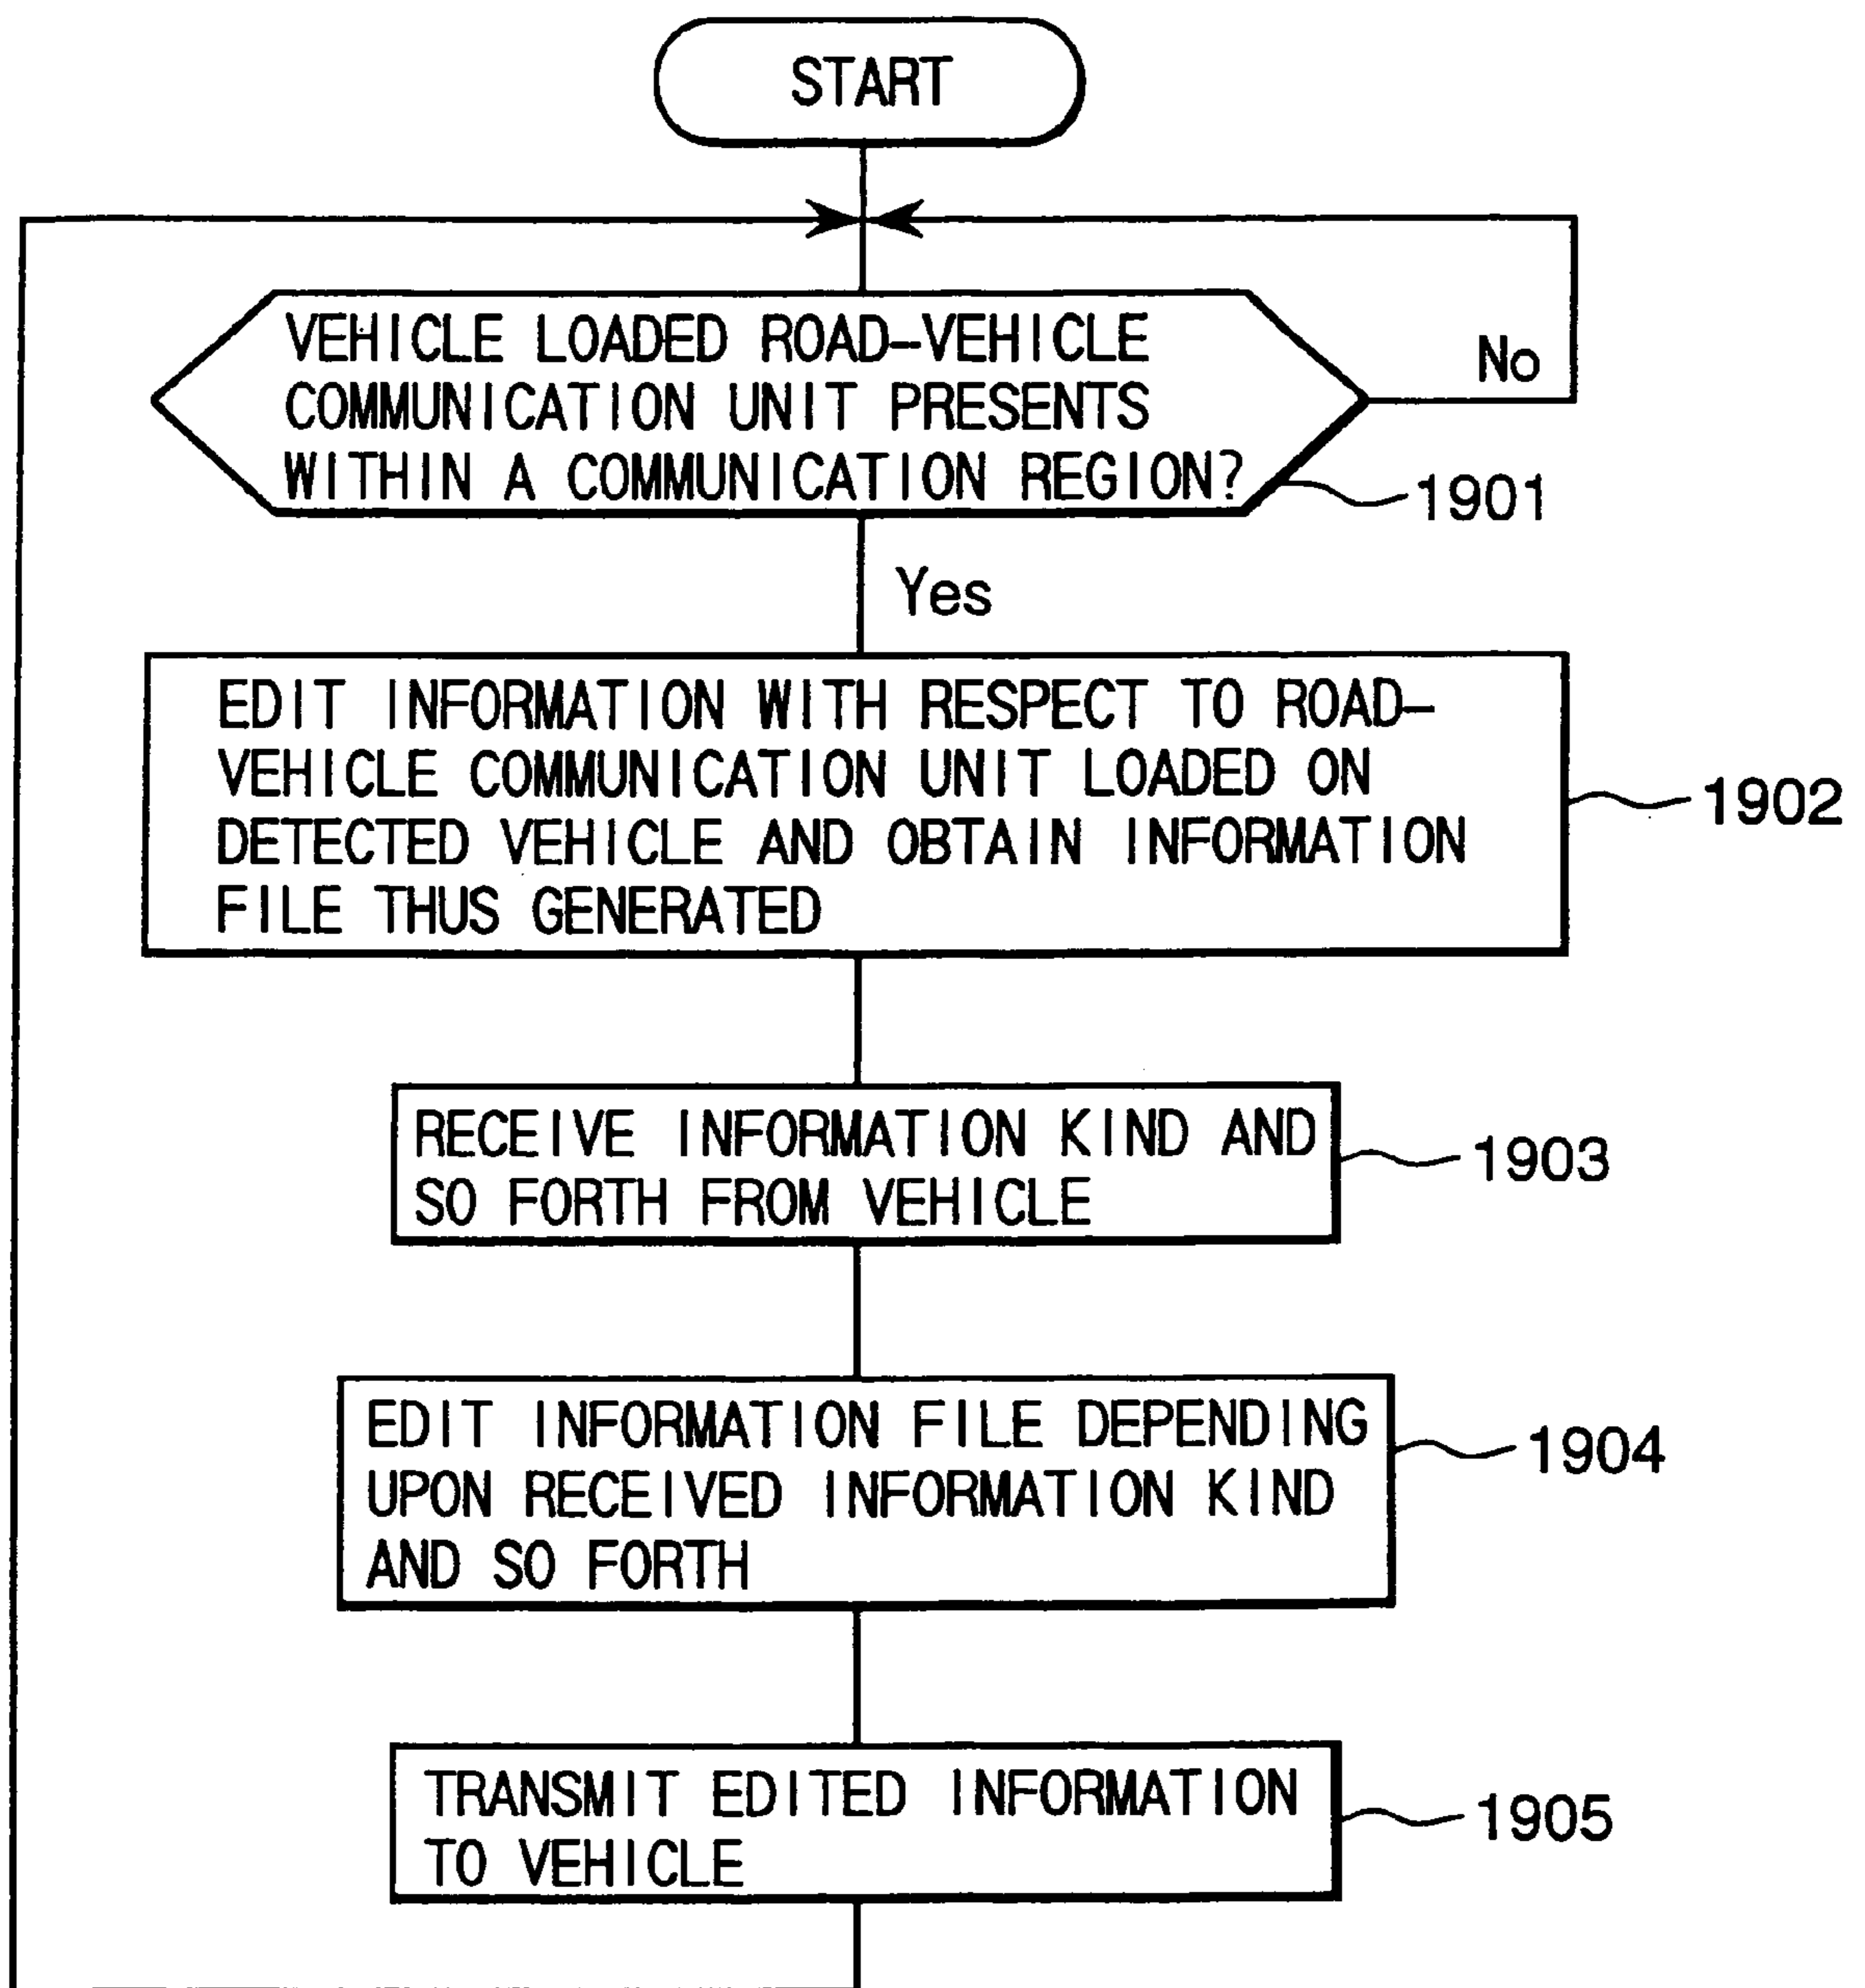 START
VEHICLE LOADED ROAD-VEHICLE
COMMUNICATION UNIT PRESENTS
WITHIN A COMMUNICATION REGION?
No
1901
Yes
EDIT INFORMATION WITH RESPECT TO ROAD-
VEHICLE COMMUNICATION UNIT LOADED ON
DETECTED VEHICLE AND OBTAIN INFORMATION
FILE THUS GENERATED
1902
RECEIVE INFORMATION KIND AND
SO FORTH FROM VEHICLE
1903
EDIT INFORMATION FILE DEPENDING
UPON RECEIVED INFORMATION KIND
AND SO FORTH
1904
TRANSMIT EDITED INFORMATION
TO VEHICLE
1905